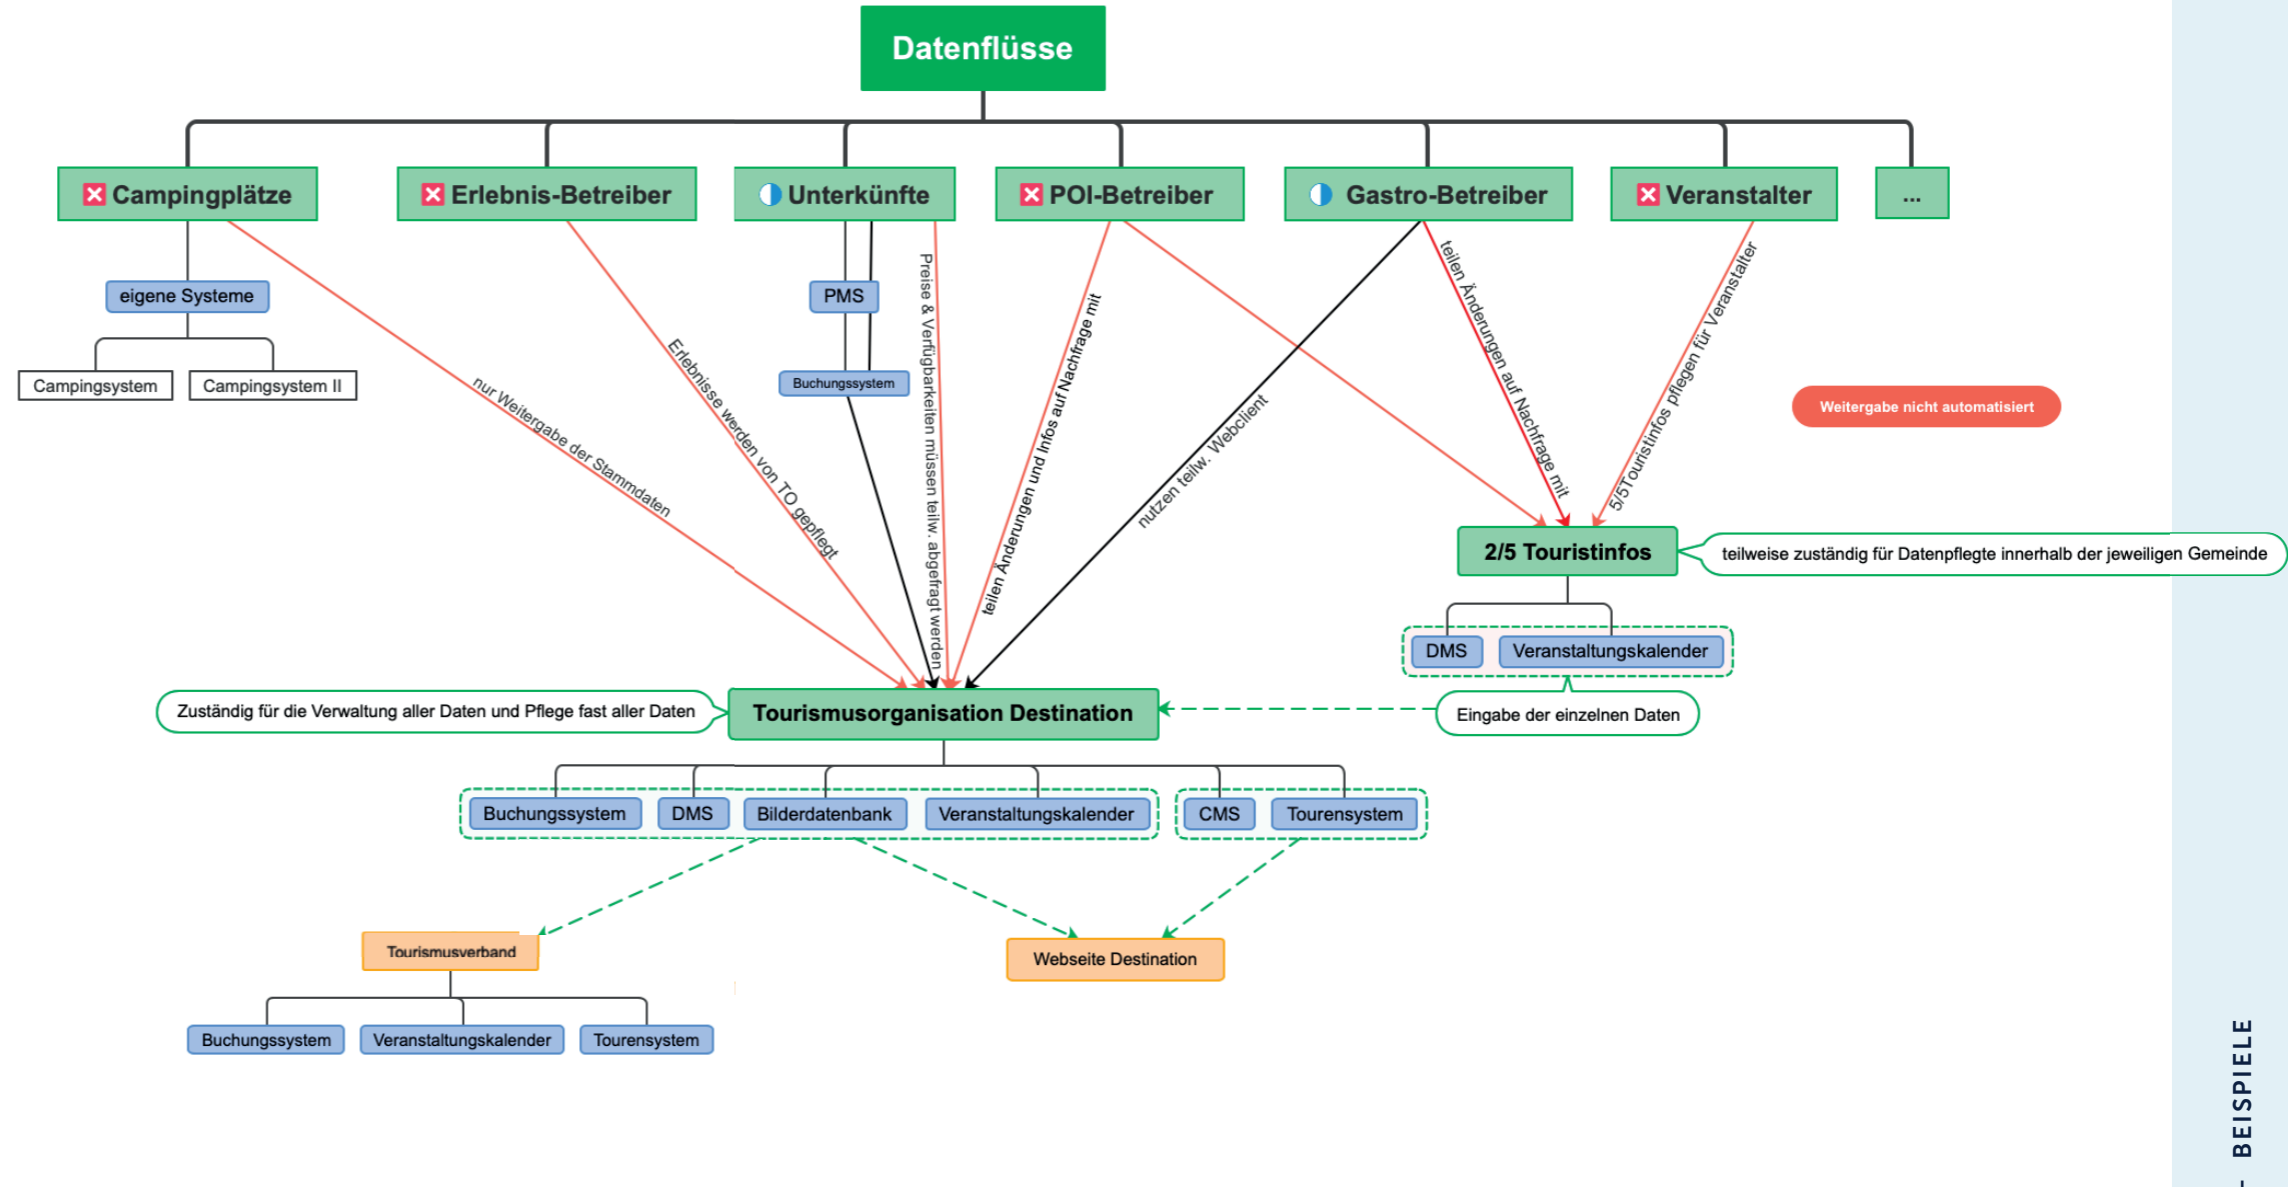 Datenflüsse
Campingplätze
Erlebnis-Betreiber
Unterkünfte
POI-Betreiber
Gastro-Betreiber
Veranstalter
...
eigene Systeme
PMS
Campingsystem
Campingsystem II
Buchungssystem
nur Weitergabe der Stammdaten
Erlebnisse werden von TO gepflegt
Preise & Verfügbarkeiten müssen teilw. abgefragt werden
teilen Änderungen und Infos auf Nachfrage mit
nutzen teilw. Webclient
teilen Änderungen auf Nachfrage mit
5/5Touristinfos pflegen für Veranstalter
Weitergabe nicht automatisiert
2/5 Touristinfos
teilweise zuständig für Datenpflegte innerhalb der jeweiligen Gemeinde
DMS
Veranstaltungskalender
Eingabe der einzelnen Daten
Zuständig für die Verwaltung aller Daten und Pflege fast aller Daten
Tourismusorganisation Destination
Buchungssystem
DMS
Bilderdatenbank
Veranstaltungskalender
CMS
Tourensystem
Tourismusverband
Webseite Destination
Buchungssystem
Veranstaltungskalender
Tourensystem
– BEISPIELE